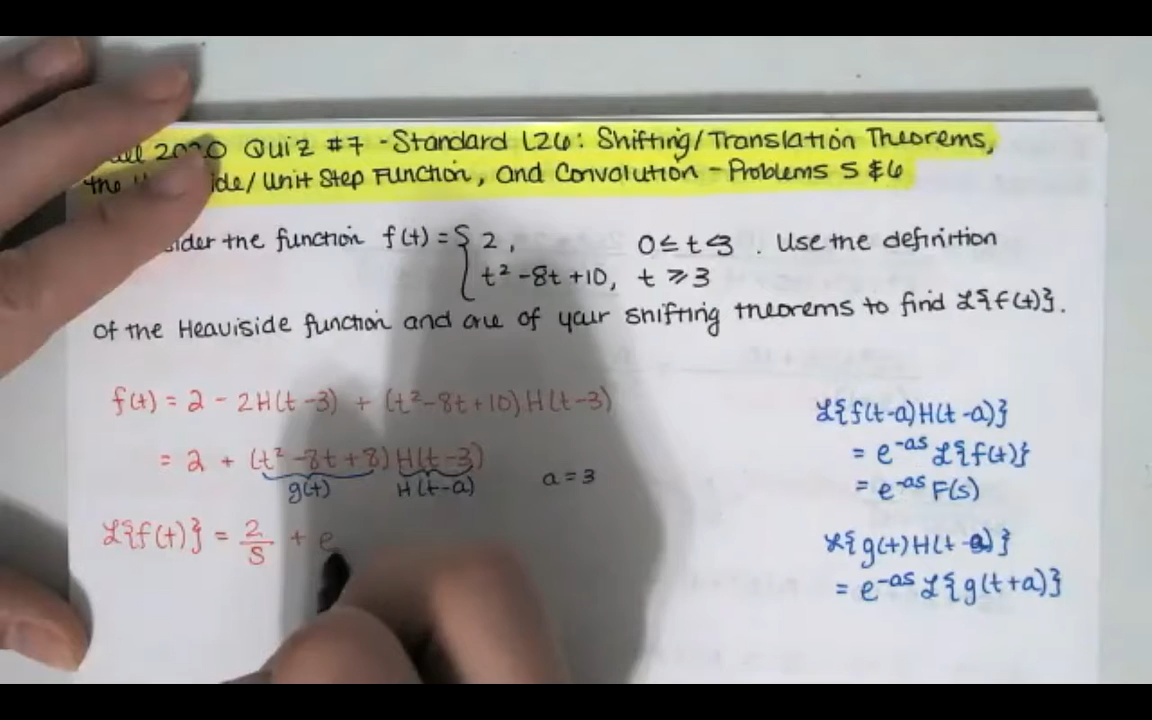 2020 Quiz #7 - Standard L26: Shifting/Translation Theorems,
the /Unit Step Function, and Convolution - Problems 5 & 6
the function f(t) = { 2, 0 ≤ t < 3 . Use the definition
t² - 8t + 10, t ≥ 3
of the Heaviside function and one of your shifting theorems to find ℒ{f(t)}.
f(t) = 2 - 2H(t-3) + (t²-8t+10)H(t-3)
= 2 + (t² - 8t + 8)H(t-3)
g(t) H(t-a) a = 3
ℒ{f(t)} = 2/S + e
ℒ{f(t-a)H(t-a)}
= e^-as ℒ{f(t)}
= e^-as F(s)
ℒ{g(t)H(t-a)}
= e^-as ℒ{g(t+a)}